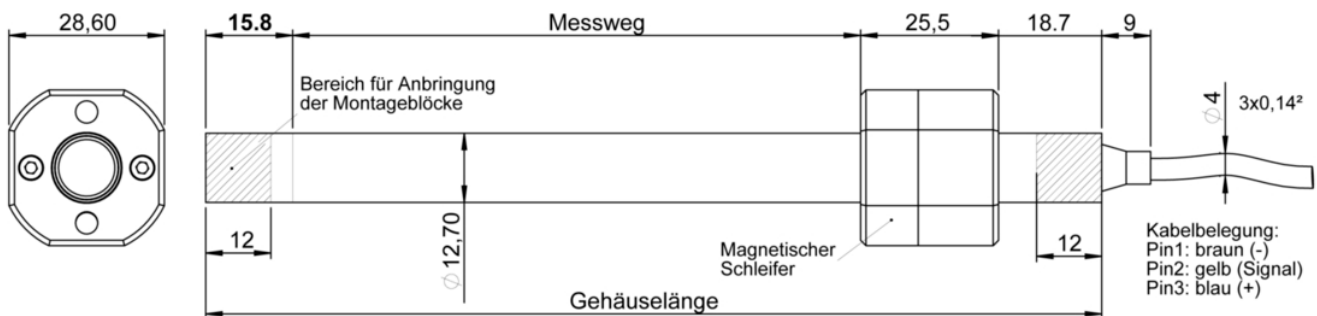 28,60
15.8
Messweg
25,5
18.7
9
Bereich für Anbringung
der Montageblöcke
∅4
3x0,14²
12
∅12,70
Magnetischer
Schleifer
12
Kabelbelegung:
Pin1: braun (-)
Pin2: gelb (Signal)
Pin3: blau (+)
Gehäuselänge